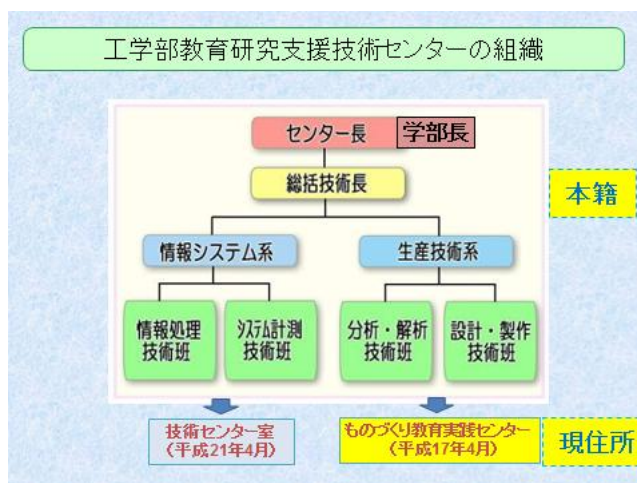 工学部教育研究支援技術センターの組織
センター長 学部長
総括技術長
本籍
情報システム系 生産技術系
情報処理 システム計測 分析・解析 設計・製作
技術班 技術班 技術班 技術班
技術センター室 ものづくり教育実践センター
(平成21年4月) (平成17年4月)
現住所